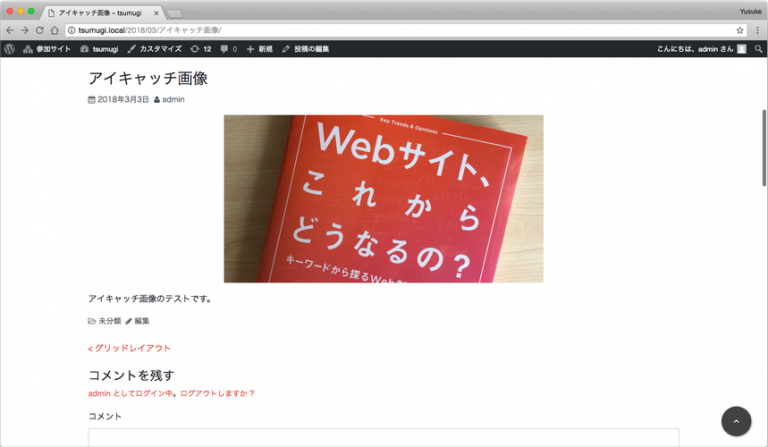 アイキャッチ画像 – tsumugi
Yusuke
tsumugi.local/2018/03/アイキャッチ画像/
参加サイト tsumugi カスタマイズ 12 0 新規 投稿の編集 こんにちは、admin さん
アイキャッチ画像
2018年3月3日 admin
Key Trends & Opinions
Webサイト、
これから
どうなるの?
キーワードから探るWeb
アイキャッチ画像のテストです。
未分類 編集
< グリッドレイアウト
コメントを残す
admin としてログイン中。ログアウトしますか ?
コメント